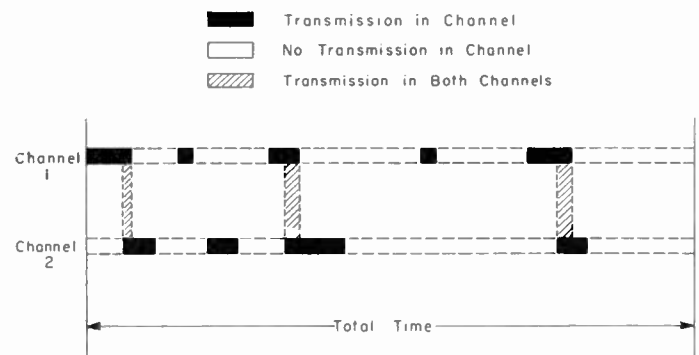 Transmission in Channel
No Transmission in Channel
Transmission in Both Channels
Channel
1
Channel
2
Total Time